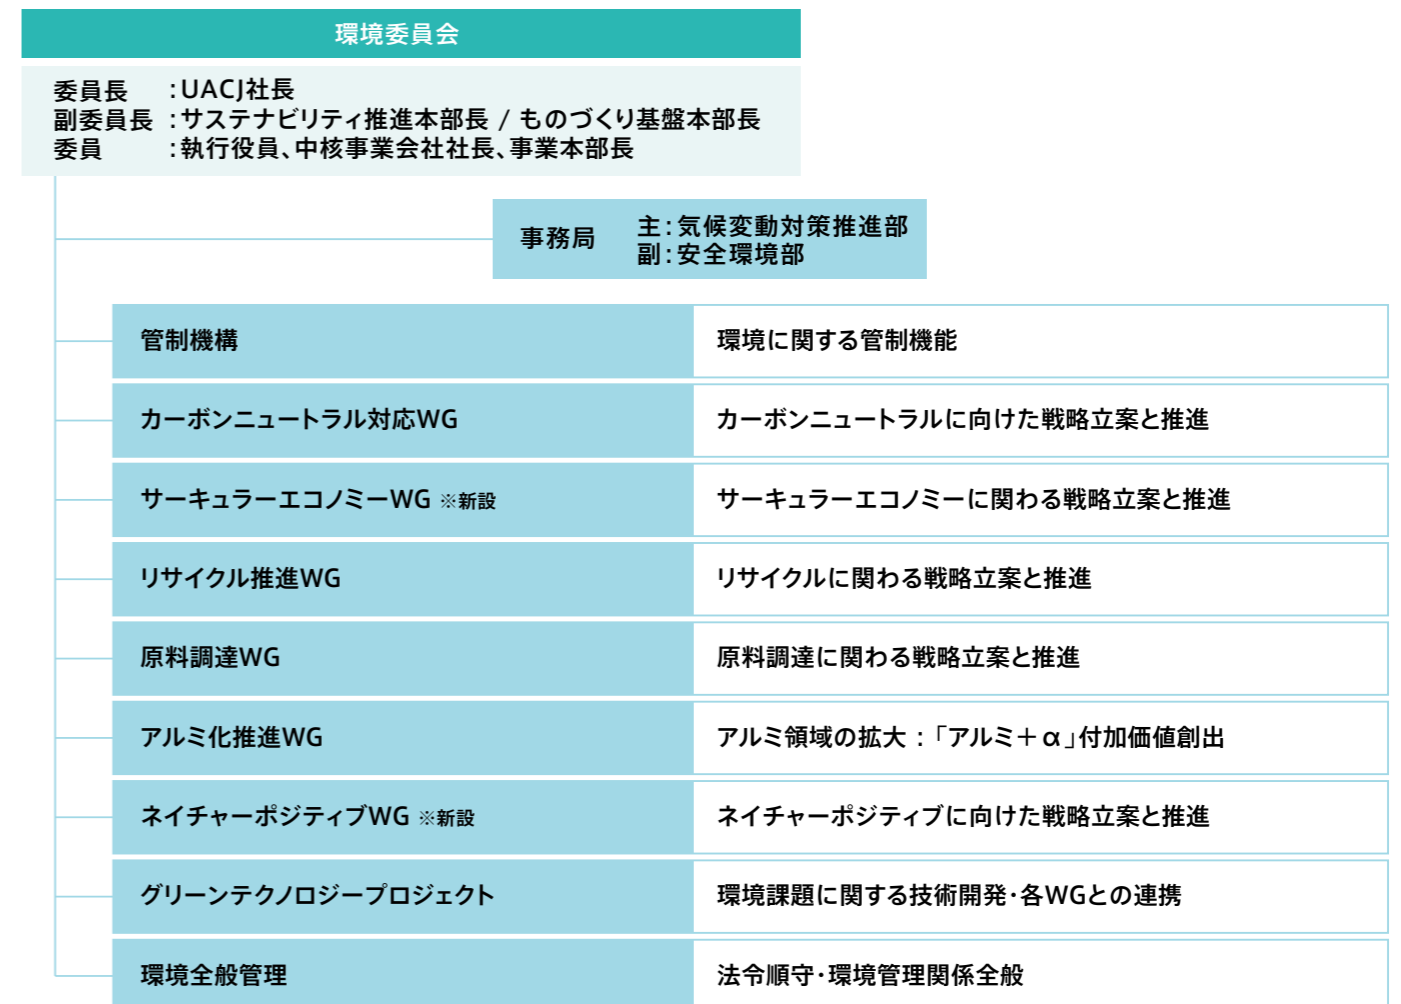 環境委員会
委員長 :UACJ社長
副委員長 :サステナビリティ推進本部長 / ものづくり基盤本部長
委員 :執行役員、中核事業会社社長、事業本部長
事務局
主:気候変動対策推進部
副:安全環境部
管制機構 環境に関する管制機能
カーボンニュートラル対応WG カーボンニュートラルに向けた戦略立案と推進
サーキュラーエコノミーWG ※新設 サーキュラーエコノミーに関わる戦略立案と推進
リサイクル推進WG リサイクルに関わる戦略立案と推進
原料調達WG 原料調達に関わる戦略立案と推進
アルミ化推進WG アルミ領域の拡大:「アルミ+α」付加価値創出
ネイチャーポジティブWG ※新設 ネイチャーポジティブに向けた戦略立案と推進
グリーンテクノロジープロジェクト 環境課題に関する技術開発・各WGとの連携
環境全般管理 法令順守・環境管理関係全般